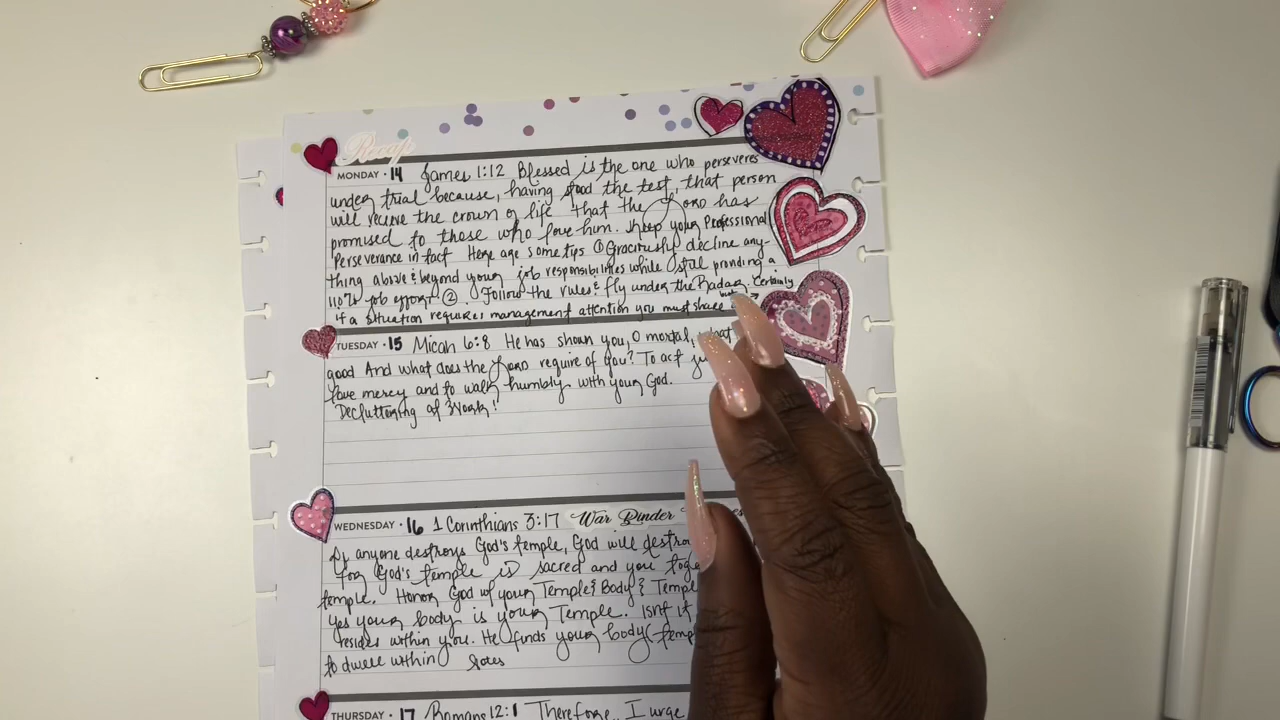 Recap
MONDAY · 14 James 1:12 Blessed is the one who perseveres
under trial because, having stood the test, that person
will receive the crown of life that the LORD has
promised to those who love him. Keep your Professional
Perserverance in fact Here are some tips ① Graciously decline any-
thing above & beyond your job responsibilities while still providing a
110% job effort ②. Follow the rules & fly under the Radar. Certainly
if a situation requires management attention you must share
TUESDAY · 15 Micah 6:8 He has shown you, O mortal, what
good And what does the LORD require of you? To act
love mercy and to walk humbly with your God.
Decluttering of Work!
WEDNESDAY · 16 1 Corinthians 3:17 War Binder
If anyone destroys God's temple, God will destroy
for God's temple is sacred and you toge
temple. Honor God w/ your Temple & Body & Temple
yes your body is your Temple. Isn't it
resides within you. He finds your body (temp
to dwell within
THURSDAY · 17 Romans 12:1 Therefore, I urge